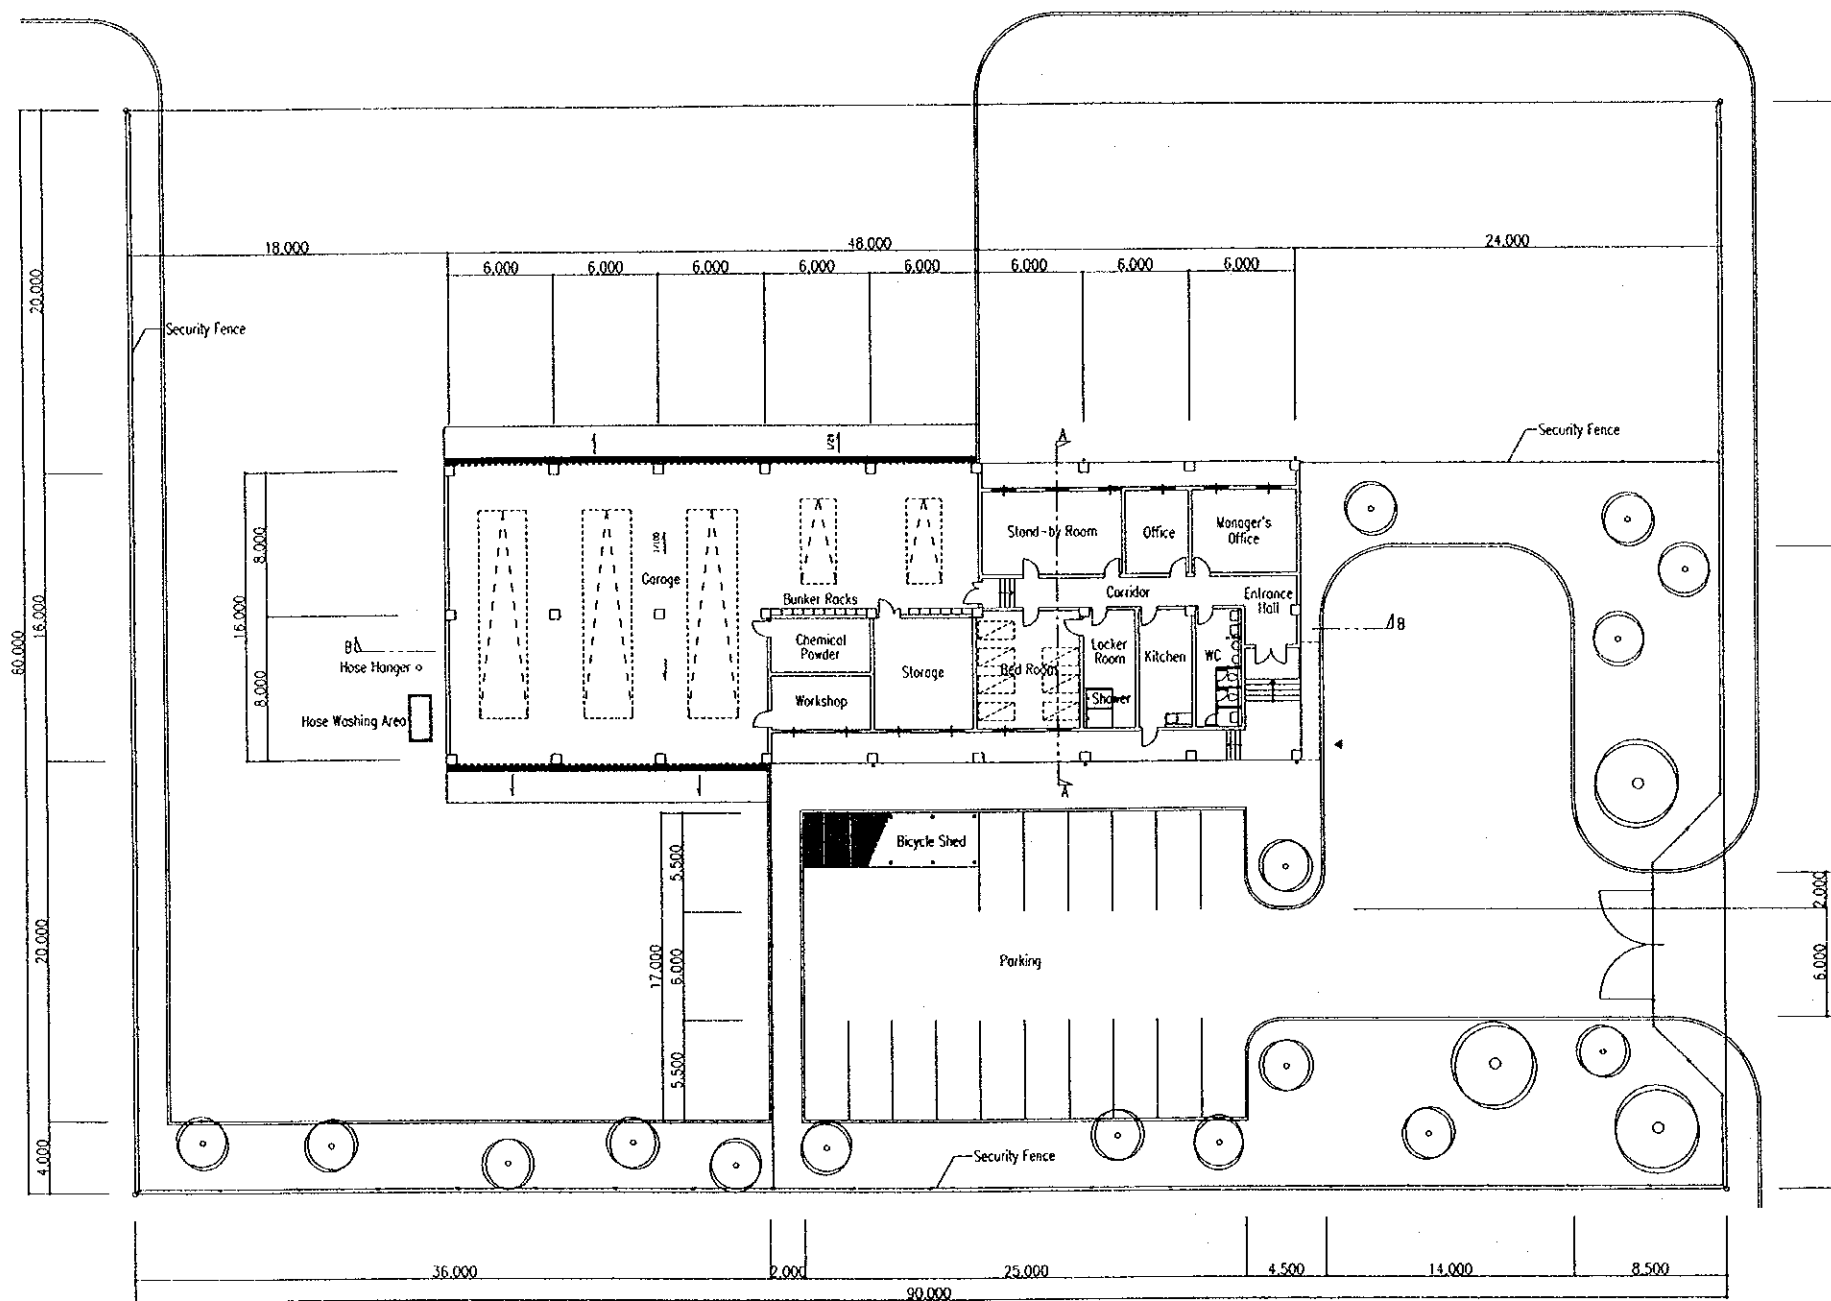 18.000
48.000
24.000
6.000
6.000
6.000
6.000
6.000
6.000
6.000
6.000
20.000
Security Fence
Security Fence
A
8.000
16.000
60.000
16.000
Stand-by Room
Office
Manager's
Office
1/100
Garage
Bunker Racks
Corridor
Entrance
Hall
B
B
Hose Hanger
Chemical
Powder
Storage
Bed Room
Locker
Room
Kitchen
WC
8.000
Hose Washing Area
Workshop
Shower
A
Bicycle Shed
5.500
2.000
20.000
17.000
6.000
Parking
6.000
5.500
4.000
Security Fence
36.000
2.000
25.000
4.500
14.000
8.500
90.000